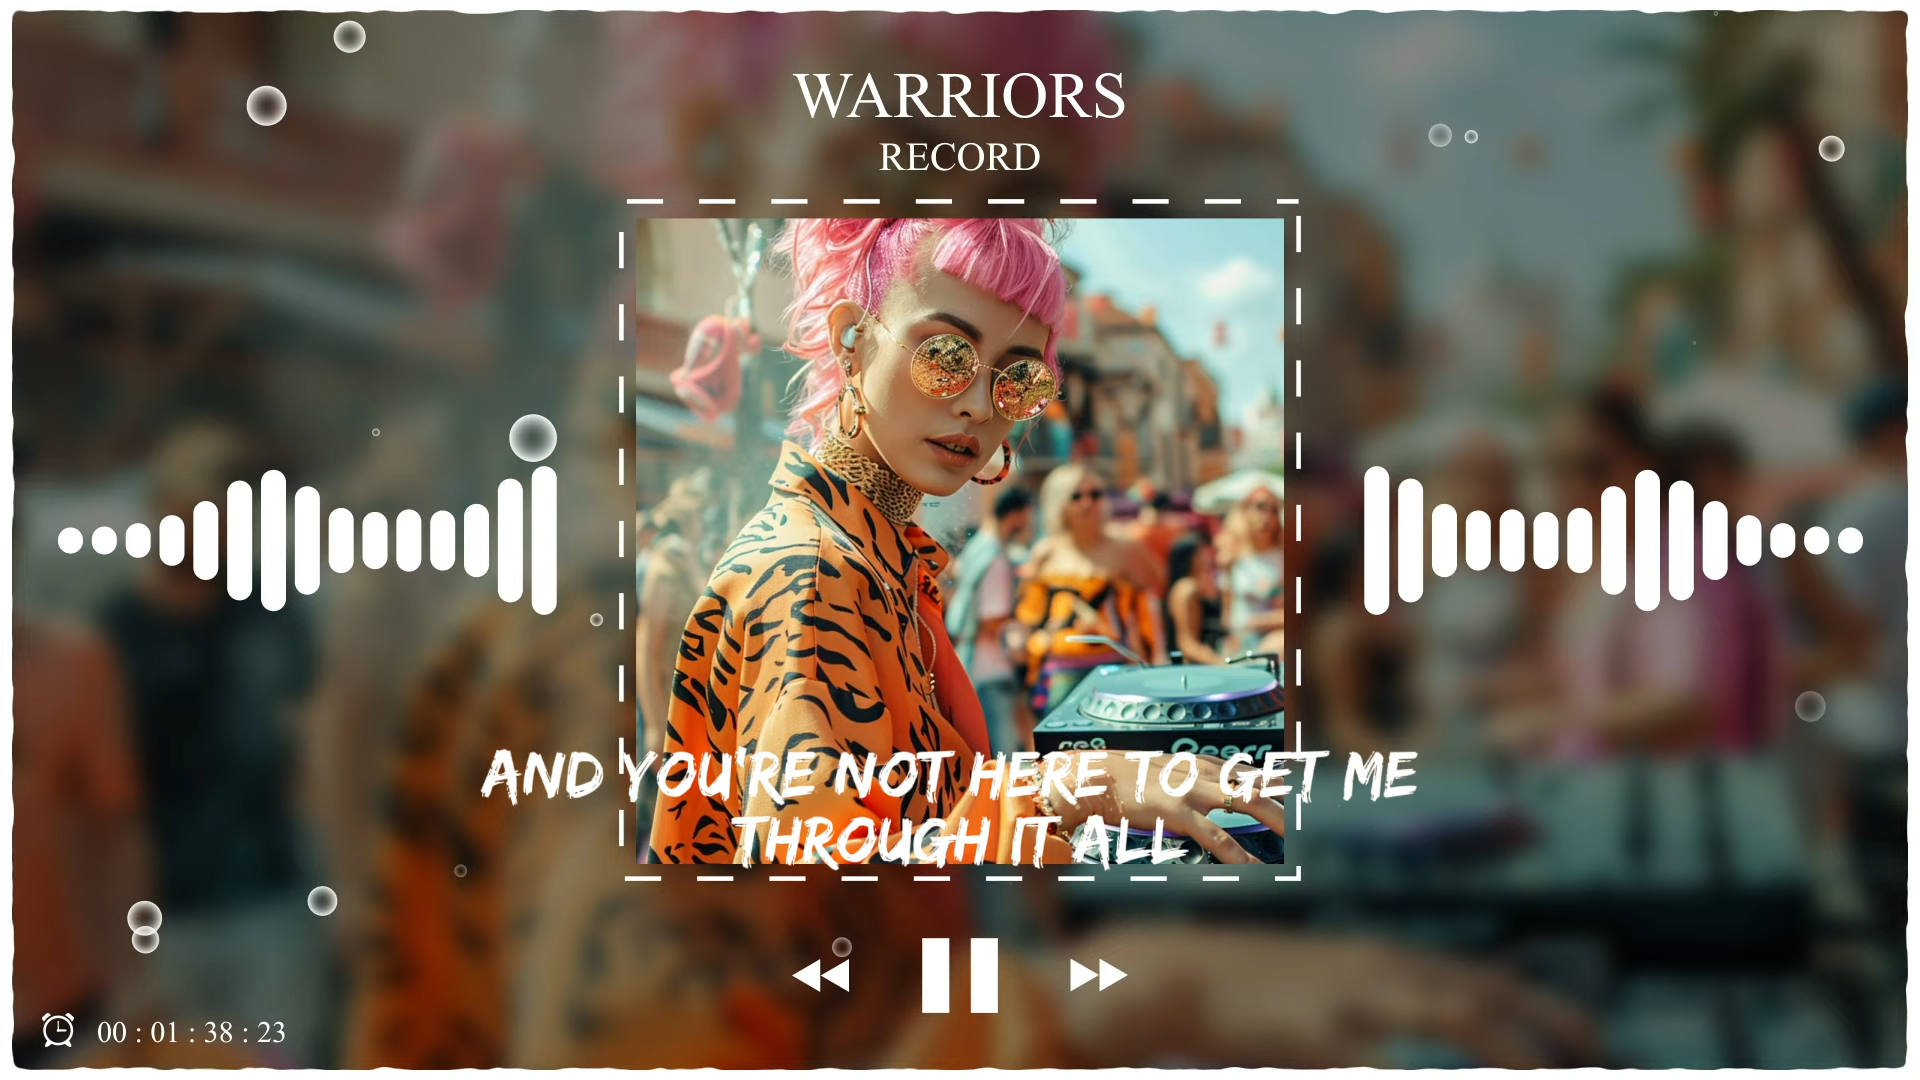 WARRIORS
RECORD
AND YOU'RE NOT HERE TO GET ME
THROUGH IT ALL
00 : 01 : 38 : 23